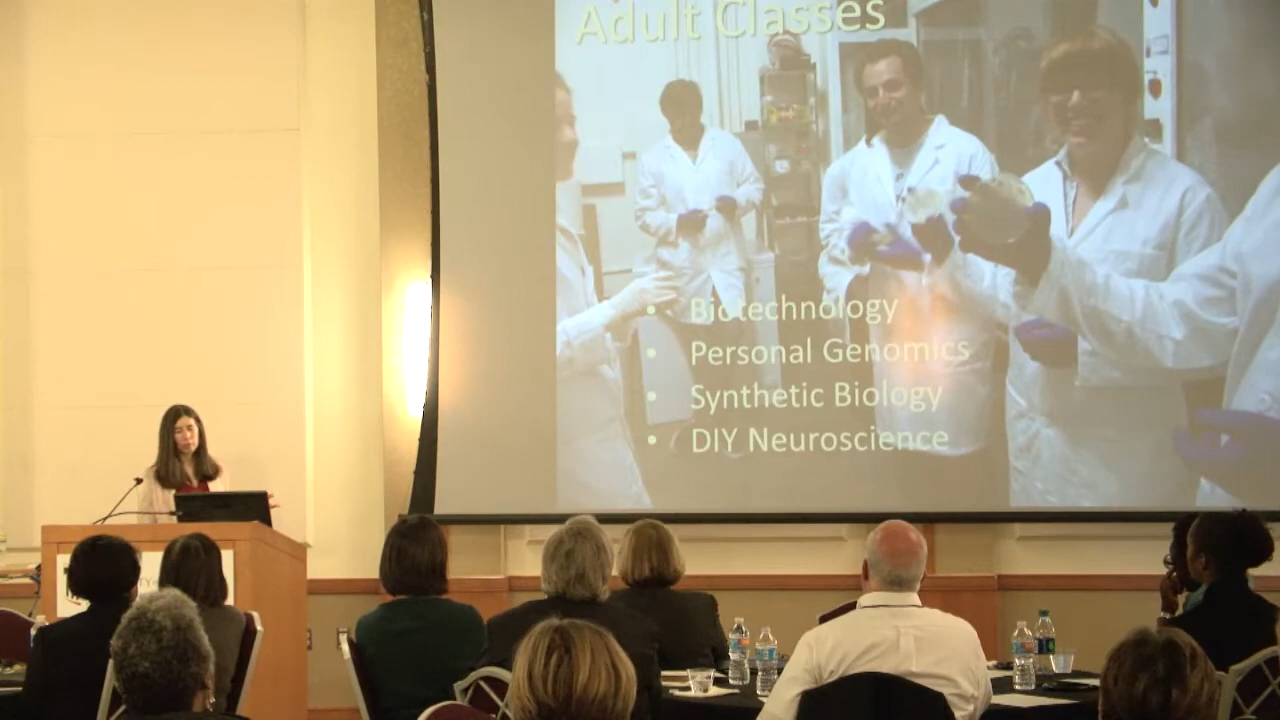 Adult Classes
• Biotechnology
• Personal Genomics
• Synthetic Biology
• DIY Neuroscience